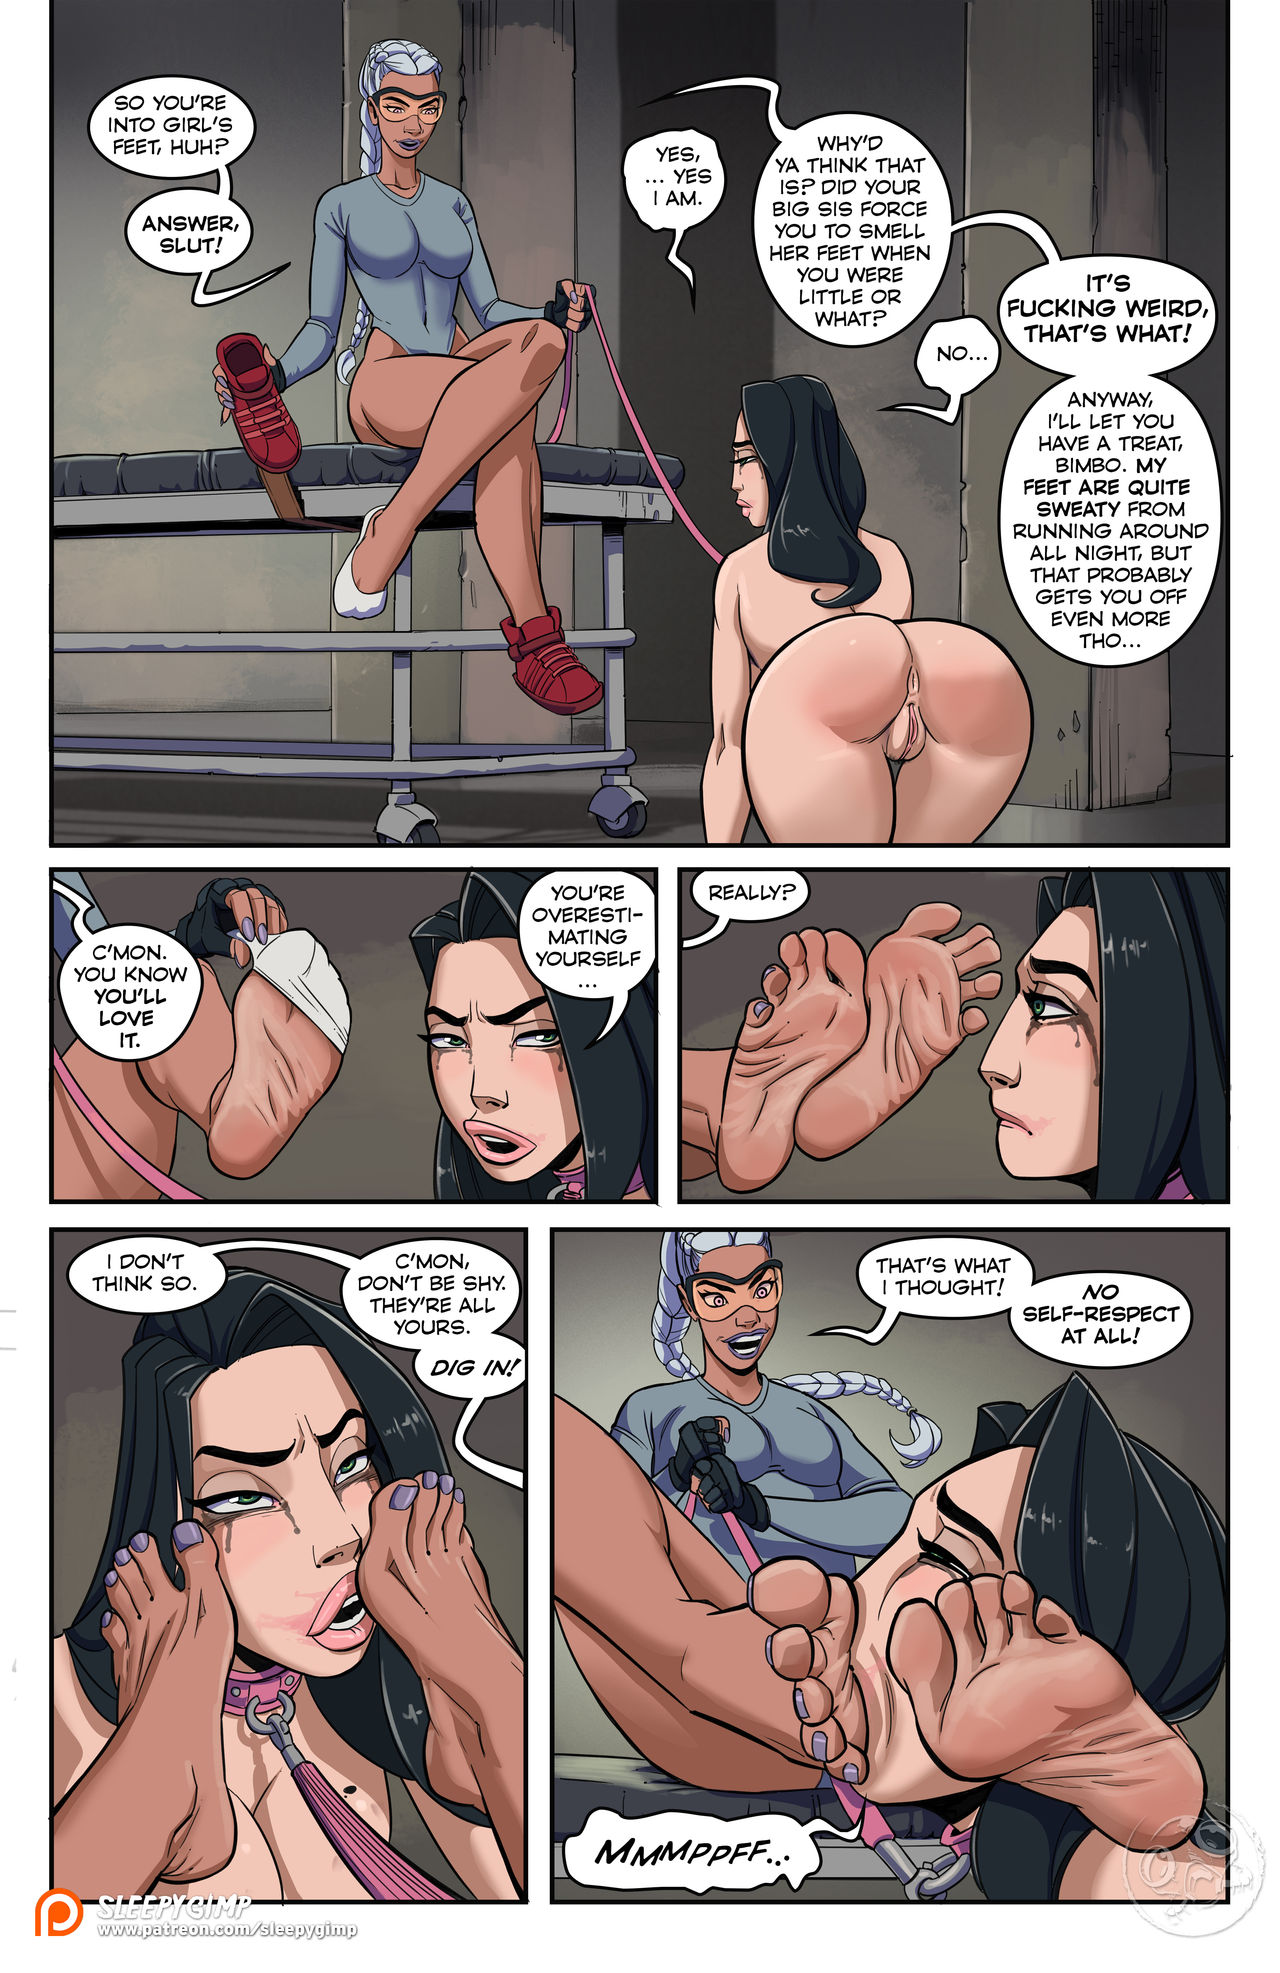 SO YOU'RE
INTO GIRL'S
FEET, HUH?
ANSWER,
SLUT!
YES,
... YES
I AM.
WHY'D
YA THINK THAT
IS? DID YOUR
BIG SIS FORCE
YOU TO SMELL
HER FEET WHEN
YOU WERE
LITTLE OR
WHAT?
NO...
IT'S
FUCKING WEIRD,
THAT'S WHAT!
ANYWAY,
I'LL LET YOU
HAVE A TREAT,
BIMBO. MY
FEET ARE QUITE
SWEATY FROM
RUNNING AROUND
ALL NIGHT, BUT
THAT PROBABLY
GETS YOU OFF
EVEN MORE
THO...
C'MON.
YOU KNOW
YOU'LL
LOVE
IT.
YOU'RE
OVERESTI-
MATING
YOURSELF
...
REALLY?
I DON'T
THINK SO.
C'MON,
DON'T BE SHY.
THEY'RE ALL
YOURS.
DIG IN!
THAT'S WHAT
I THOUGHT!
NO
SELF-RESPECT
AT ALL!
MMMPPFF...
SLEEPYGIMP
www.patreon.com/sleepygimp